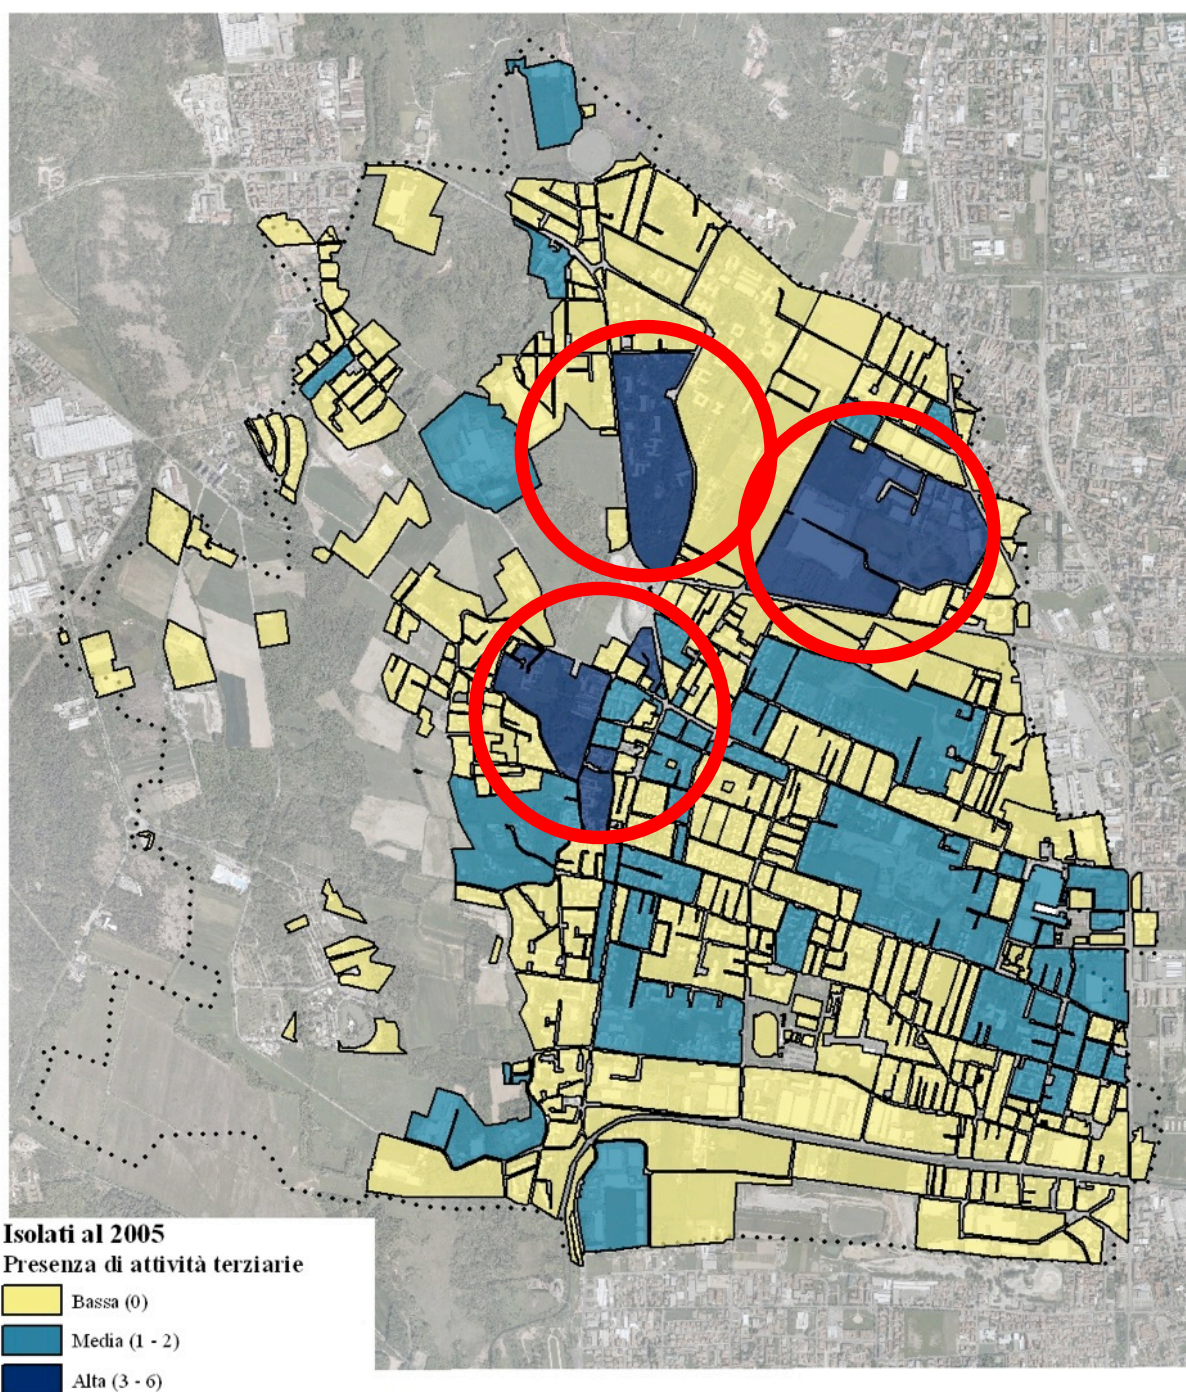 Isolati al 2005
Presenza di attività terziarie
Bassa (0)
Media (1 - 2)
Alta (3 - 6)